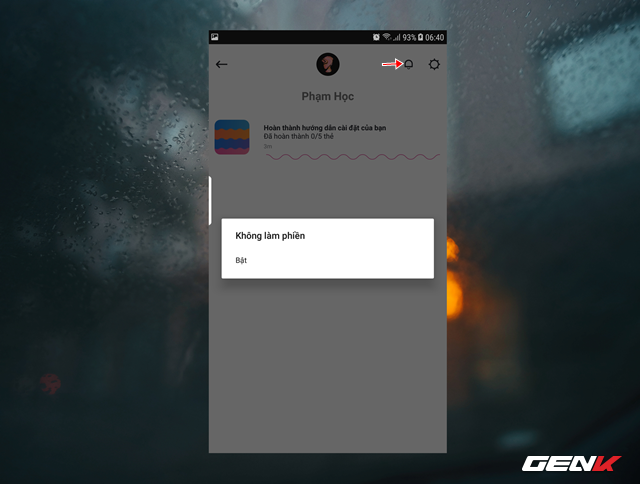 93% 06:40
Phạm Học
Hoàn thành hướng dẫn cài đặt của bạn
Đã hoàn thành 0/5 thẻ
Không làm phiền
Bật
GENK